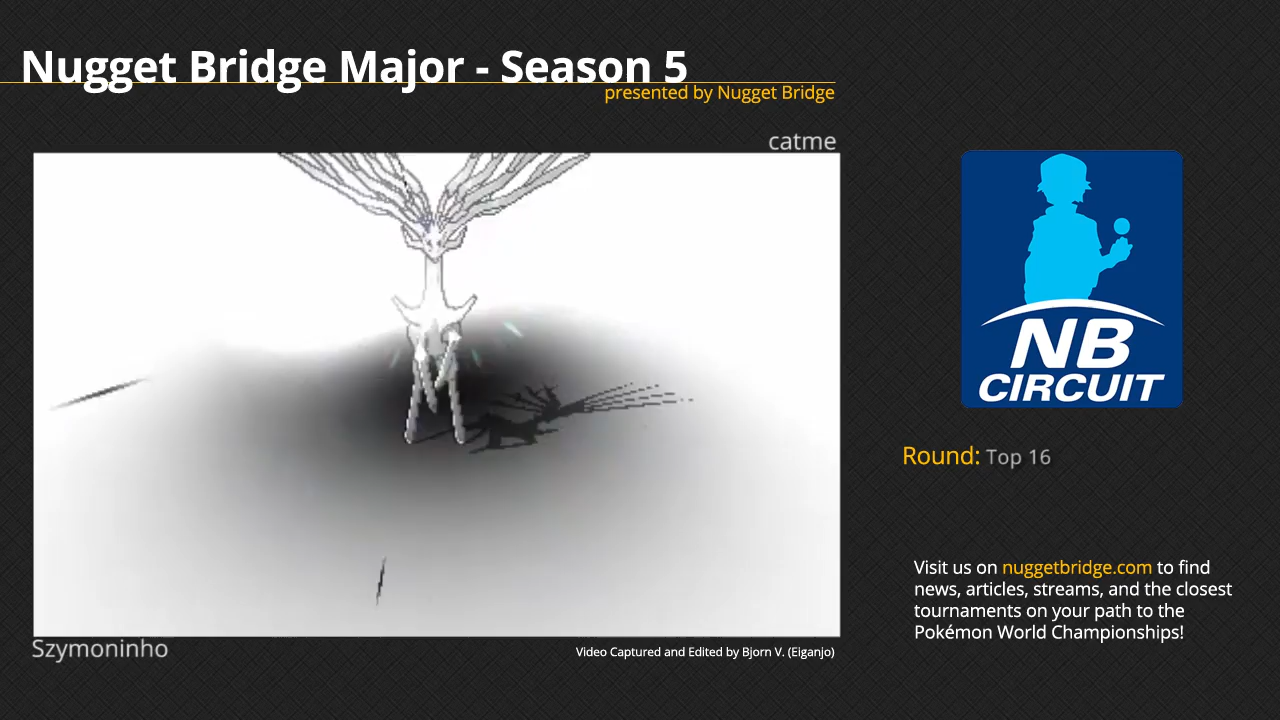 Nugget Bridge Major - Season 5
presented by Nugget Bridge
catme
NB
CIRCUIT
Round: Top 16
Visit us on nuggetbridge.com to find
news, articles, streams, and the closest
tournaments on your path to the
Pokémon World Championships!
Szymoninho
Video Captured and Edited by Bjorn V. (Eiganjo)